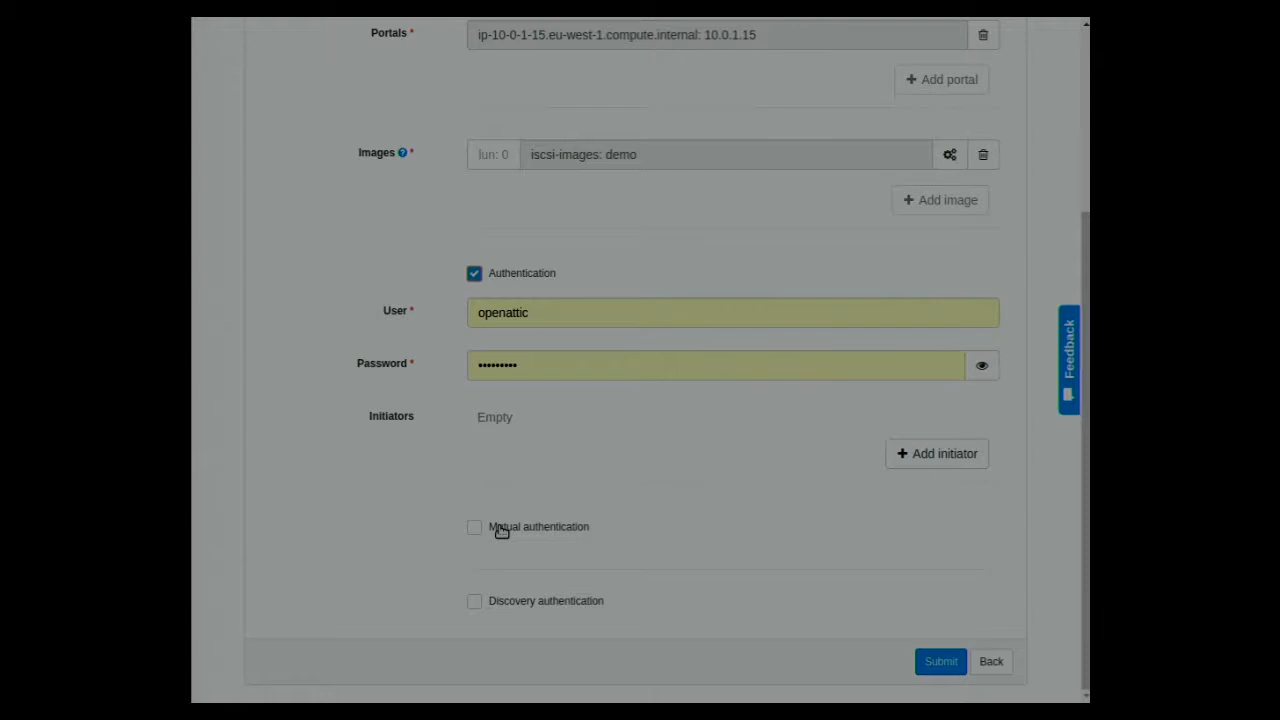 Portals *
ip-10-0-1-15.eu-west-1.compute.internal: 10.0.1.15
Add portal
Images *
lun: 0
iscsi-images: demo
Add image
Authentication
User *
openattic
Password *
•••••••••
Initiators
Empty
Add initiator
Mutual authentication
Discovery authentication
Submit
Back
Feedback